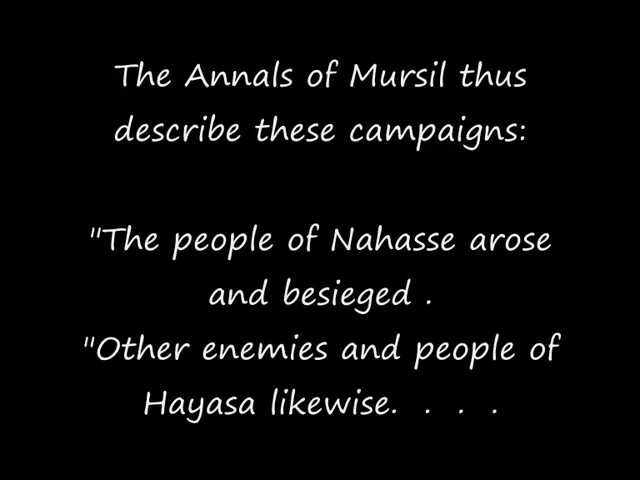 The Annals of Mursil thus
describe these campaigns:
"The people of Nahasse arose
and besieged .
"Other enemies and people of
Hayasa likewise. . . .